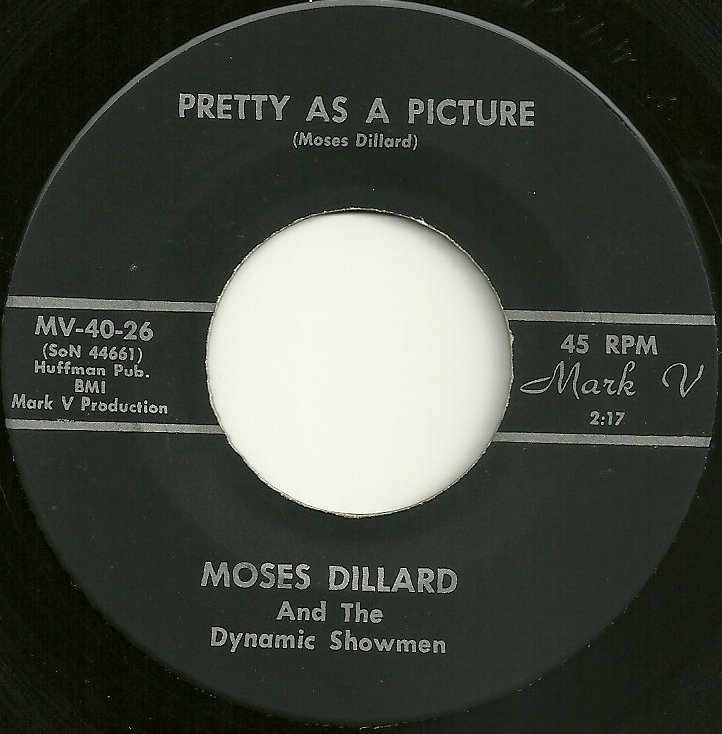 PRETTY AS A PICTURE
(Moses Dillard)
MV-40-26
(SoN 44661)
Huffman Pub.
BMI
Mark V Production
45 RPM
Mark V
2:17
MOSES DILLARD
And The
Dynamic Showmen